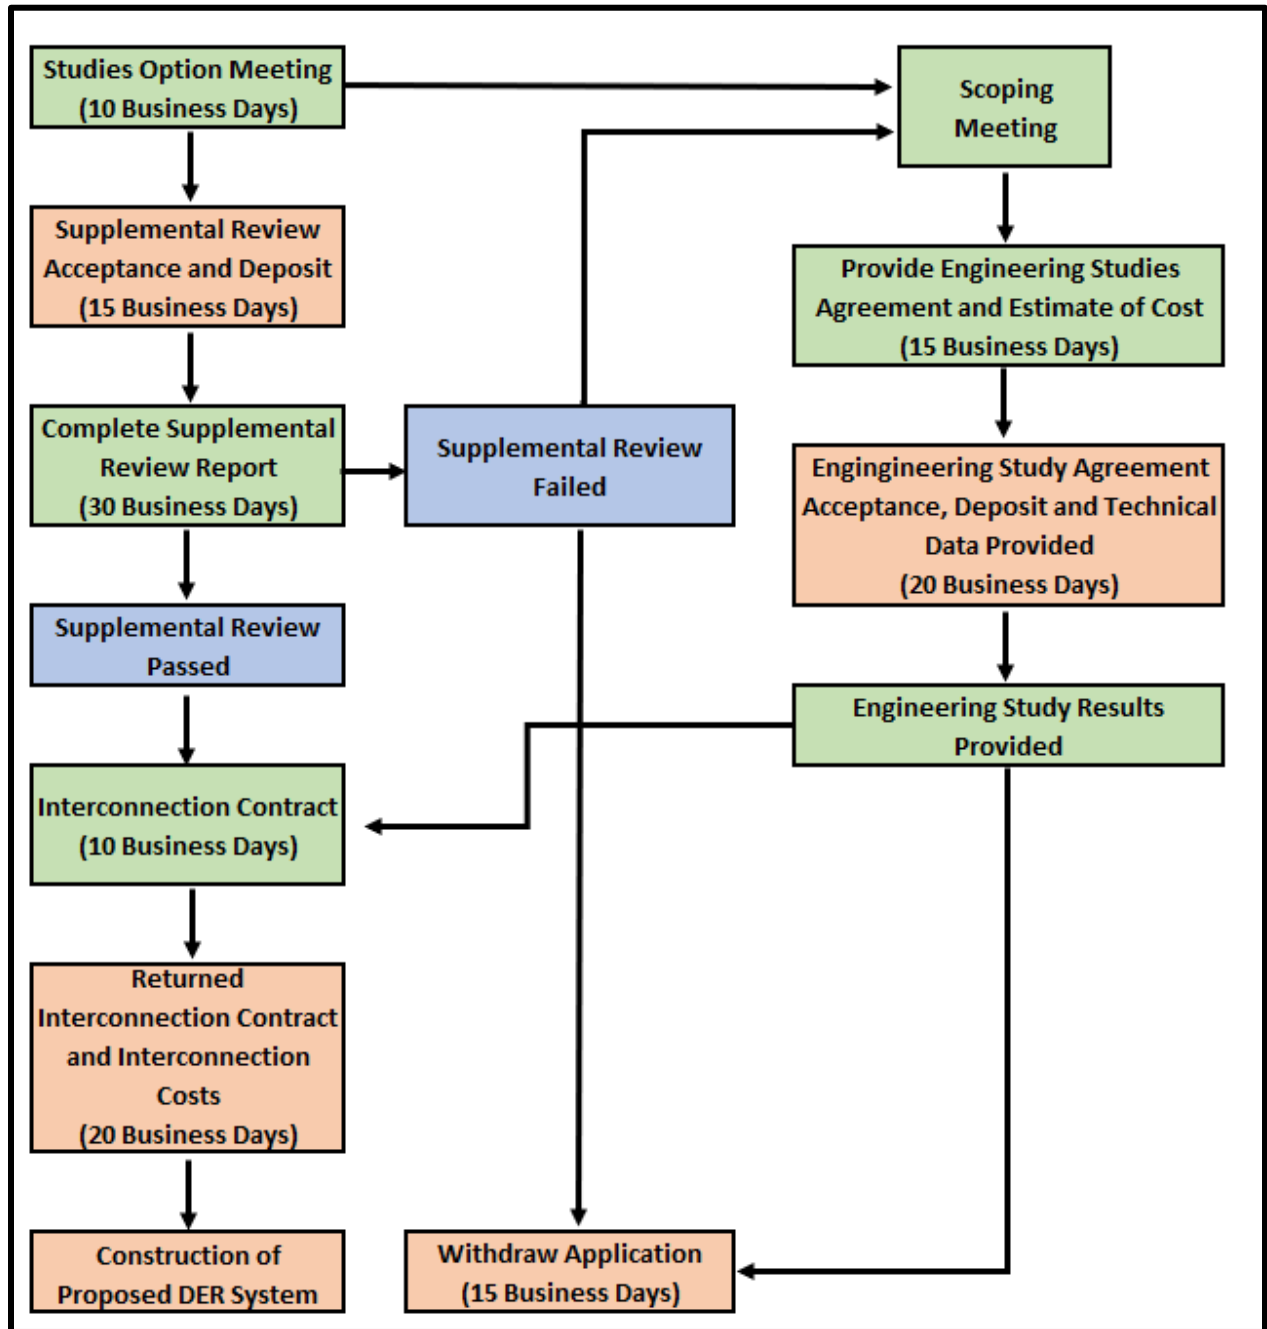 Studies Option Meeting
(10 Business Days)
Scoping
Meeting
Supplemental Review
Acceptance and Deposit
(15 Business Days)
Provide Engineering Studies
Agreement and Estimate of Cost
(15 Business Days)
Complete Supplemental
Review Report
(30 Business Days)
Supplemental Review
Failed
Engingineering Study Agreement
Acceptance, Deposit and Technical
Data Provided
(20 Business Days)
Supplemental Review
Passed
Engineering Study Results
Provided
Interconnection Contract
(10 Business Days)
Returned
Interconnection Contract
and Interconnection
Costs
(20 Business Days)
Construction of
Proposed DER System
Withdraw Application
(15 Business Days)